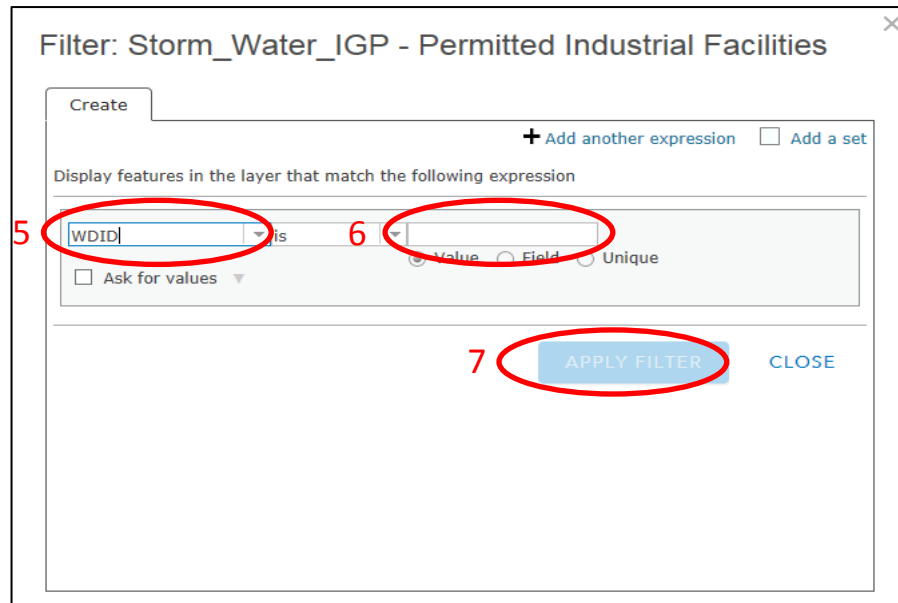 Filter: Storm_Water_IGP - Permitted Industrial Facilities
Create
+ Add another expression Add a set
Display features in the layer that match the following expression
5 WDID is 6
Value Field Unique
Ask for values
7 APPLY FILTER CLOSE